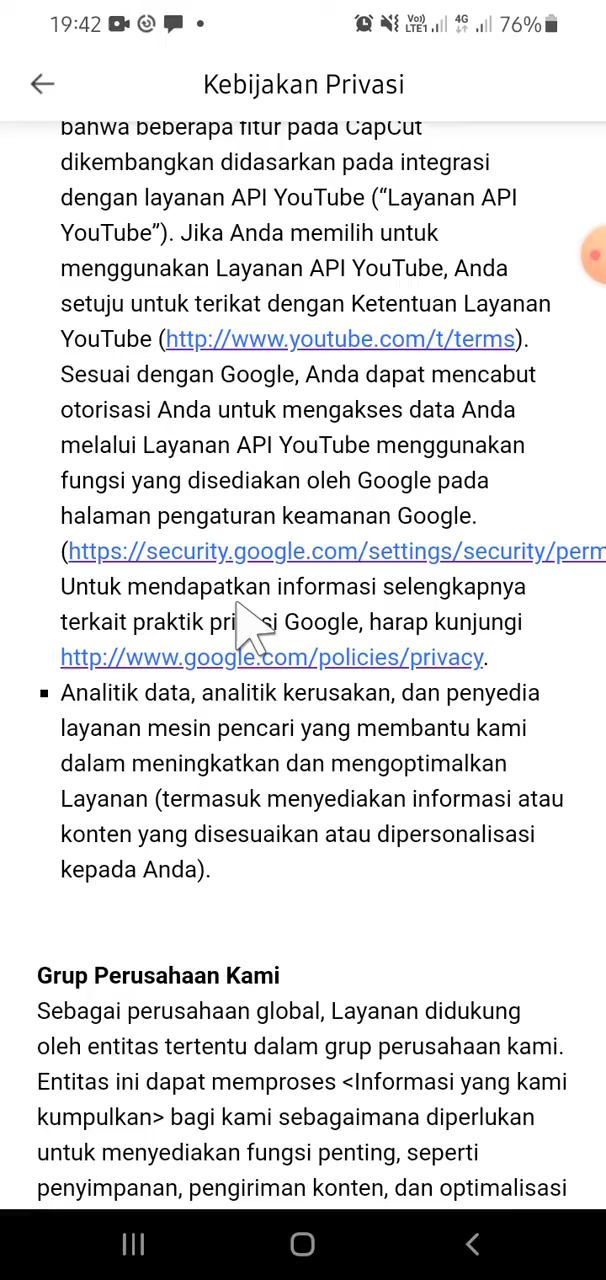 19:42
Vo)) LTE1 4G 76%
Kebijakan Privasi
bahwa beberapa fitur pada CapCut
dikembangkan didasarkan pada integrasi
dengan layanan API YouTube (“Layanan API
YouTube”). Jika Anda memilih untuk
menggunakan Layanan API YouTube, Anda
setuju untuk terikat dengan Ketentuan Layanan
YouTube (http://www.youtube.com/t/terms).
Sesuai dengan Google, Anda dapat mencabut
otorisasi Anda untuk mengakses data Anda
melalui Layanan API YouTube menggunakan
fungsi yang disediakan oleh Google pada
halaman pengaturan keamanan Google.
(https://security.google.com/settings/security/perm
Untuk mendapatkan informasi selengkapnya
terkait praktik Google, harap kunjungi
http://www.google.com/policies/privacy.
▪ Analitik data, analitik kerusakan, dan penyedia
layanan mesin pencari yang membantu kami
dalam meningkatkan dan mengoptimalkan
Layanan (termasuk menyediakan informasi atau
konten yang disesuaikan atau dipersonalisasi
kepada Anda).
Grup Perusahaan Kami
Sebagai perusahaan global, Layanan didukung
oleh entitas tertentu dalam grup perusahaan kami.
Entitas ini dapat memproses <Informasi yang kami
kumpulkan> bagi kami sebagaimana diperlukan
untuk menyediakan fungsi penting, seperti
penyimpanan, pengiriman konten, dan optimalisasi